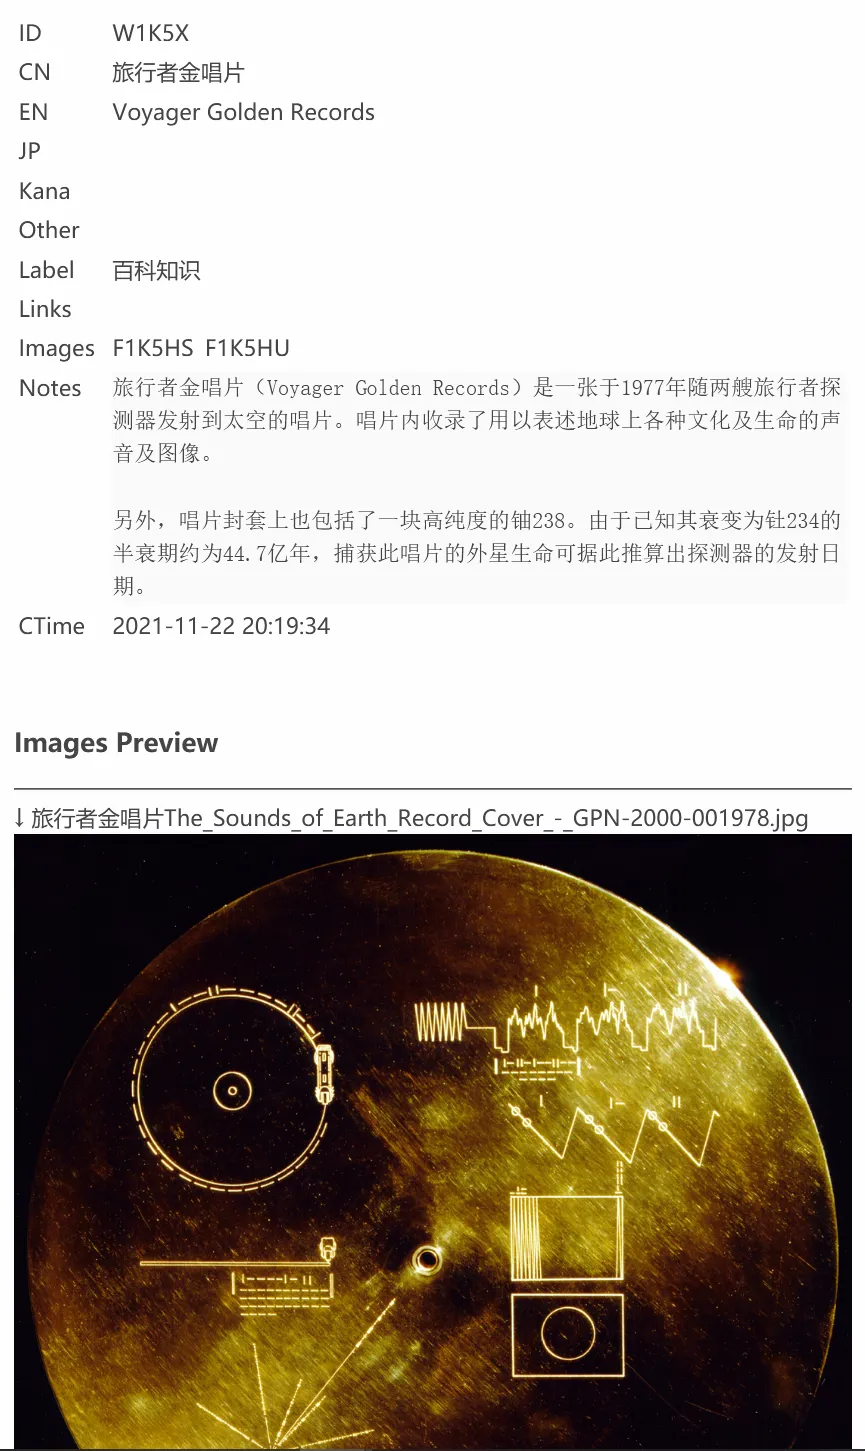 ID W1K5X
CN 旅行者金唱片
EN Voyager Golden Records
JP
Kana
Other
Label 百科知识
Links
Images F1K5HS F1K5HU
Notes 旅行者金唱片（Voyager Golden Records）是一张于1977年随两艘旅行者探
测器发射到太空的唱片。唱片内收录了用以表述地球上各种文化及生命的声
音及图像。
另外，唱片封套上也包括了一块高纯度的铀238。由于已知其衰变为钍234的
半衰期约为44.7亿年，捕获此唱片的外星生命可据此推算出探测器的发射日
期。
CTime 2021-11-22 20:19:34
Images Preview
↓ 旅行者金唱片The_Sounds_of_Earth_Record_Cover_-_GPN-2000-001978.jpg